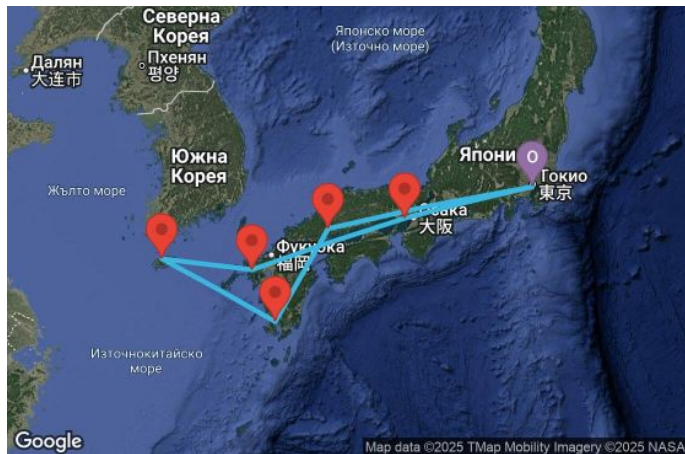 Северна
Корея
Японско море
(Източно море)
Далян
大连市
Пхенян
평양
Южна
Корея
Япони
Токио
東京
Жълто море
Осака
大阪
Фукуока
福岡
Източнокитайско
море
Google
Map data ©2025 TMap Mobility Imagery ©2025 NASA